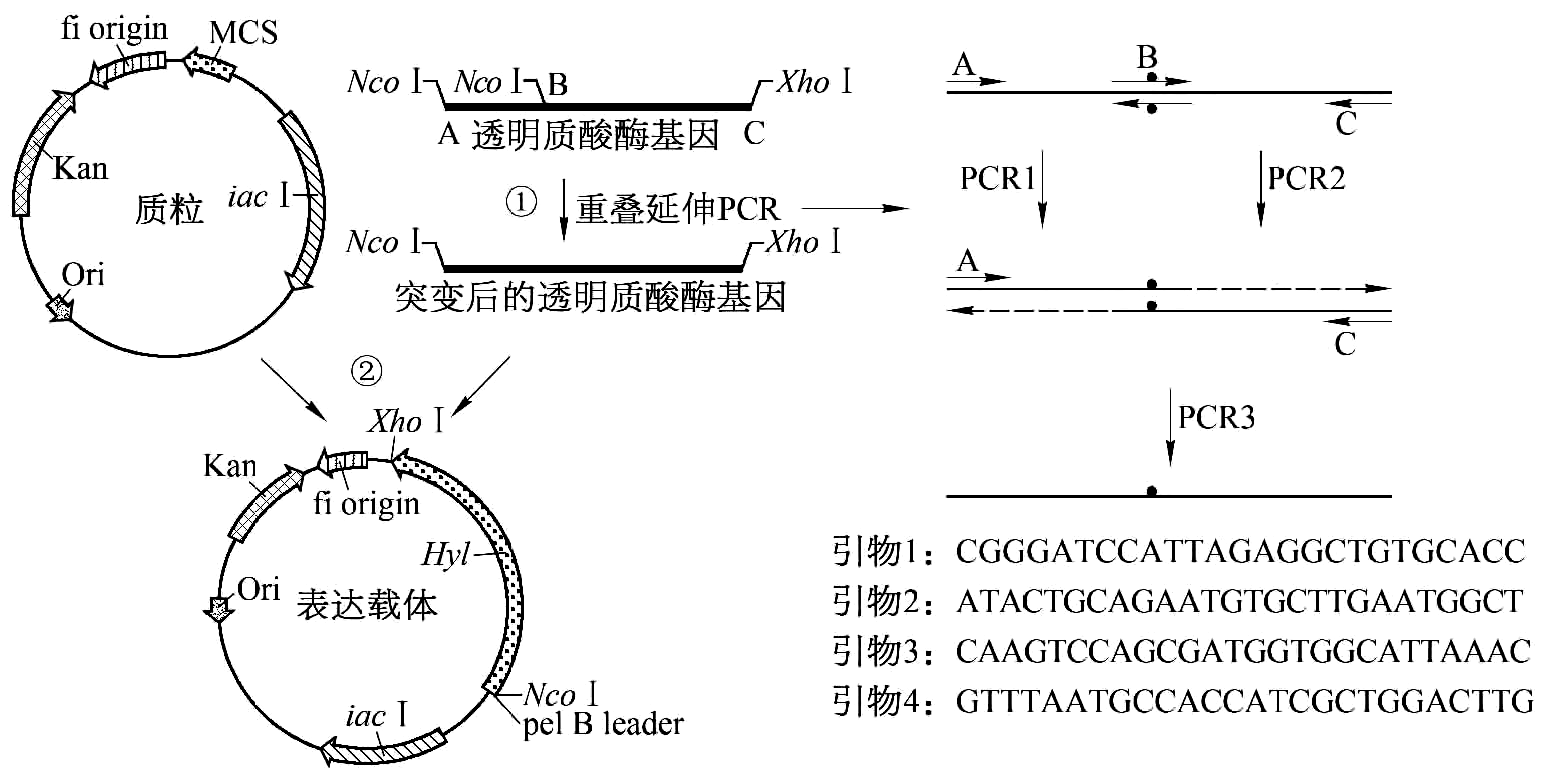 fi origin
MCS
Kan
质粒
iac Ⅰ
Ori
Nco Ⅰ
Nco Ⅰ
B
Xho Ⅰ
A 透明质酸酶基因 C
①
重叠延伸PCR
Nco Ⅰ
Xho Ⅰ
突变后的透明质酸酶基因
②
Xho Ⅰ
Kan
fi origin
Hyl
Ori
表达载体
Nco Ⅰ
pel B leader
iac Ⅰ
A
B
C
PCR1
PCR2
A
C
PCR3
引物1：CGGGATCCATTAGAGGCTGTGCACC
引物2：ATACTGCAGAATGTGCTTGAATGGCT
引物3：CAAGTCCAGCGATGGTGGCATTAAAC
引物4：GTTTAATGCCACCATCGCTGGACTTG